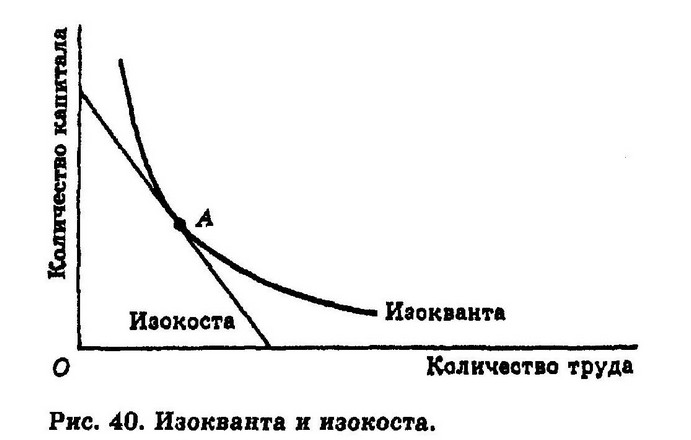 Количество капитала
A
Изокванта
Изокоста
O
Количество труда
Рис. 40. Изокванта и изокоста.